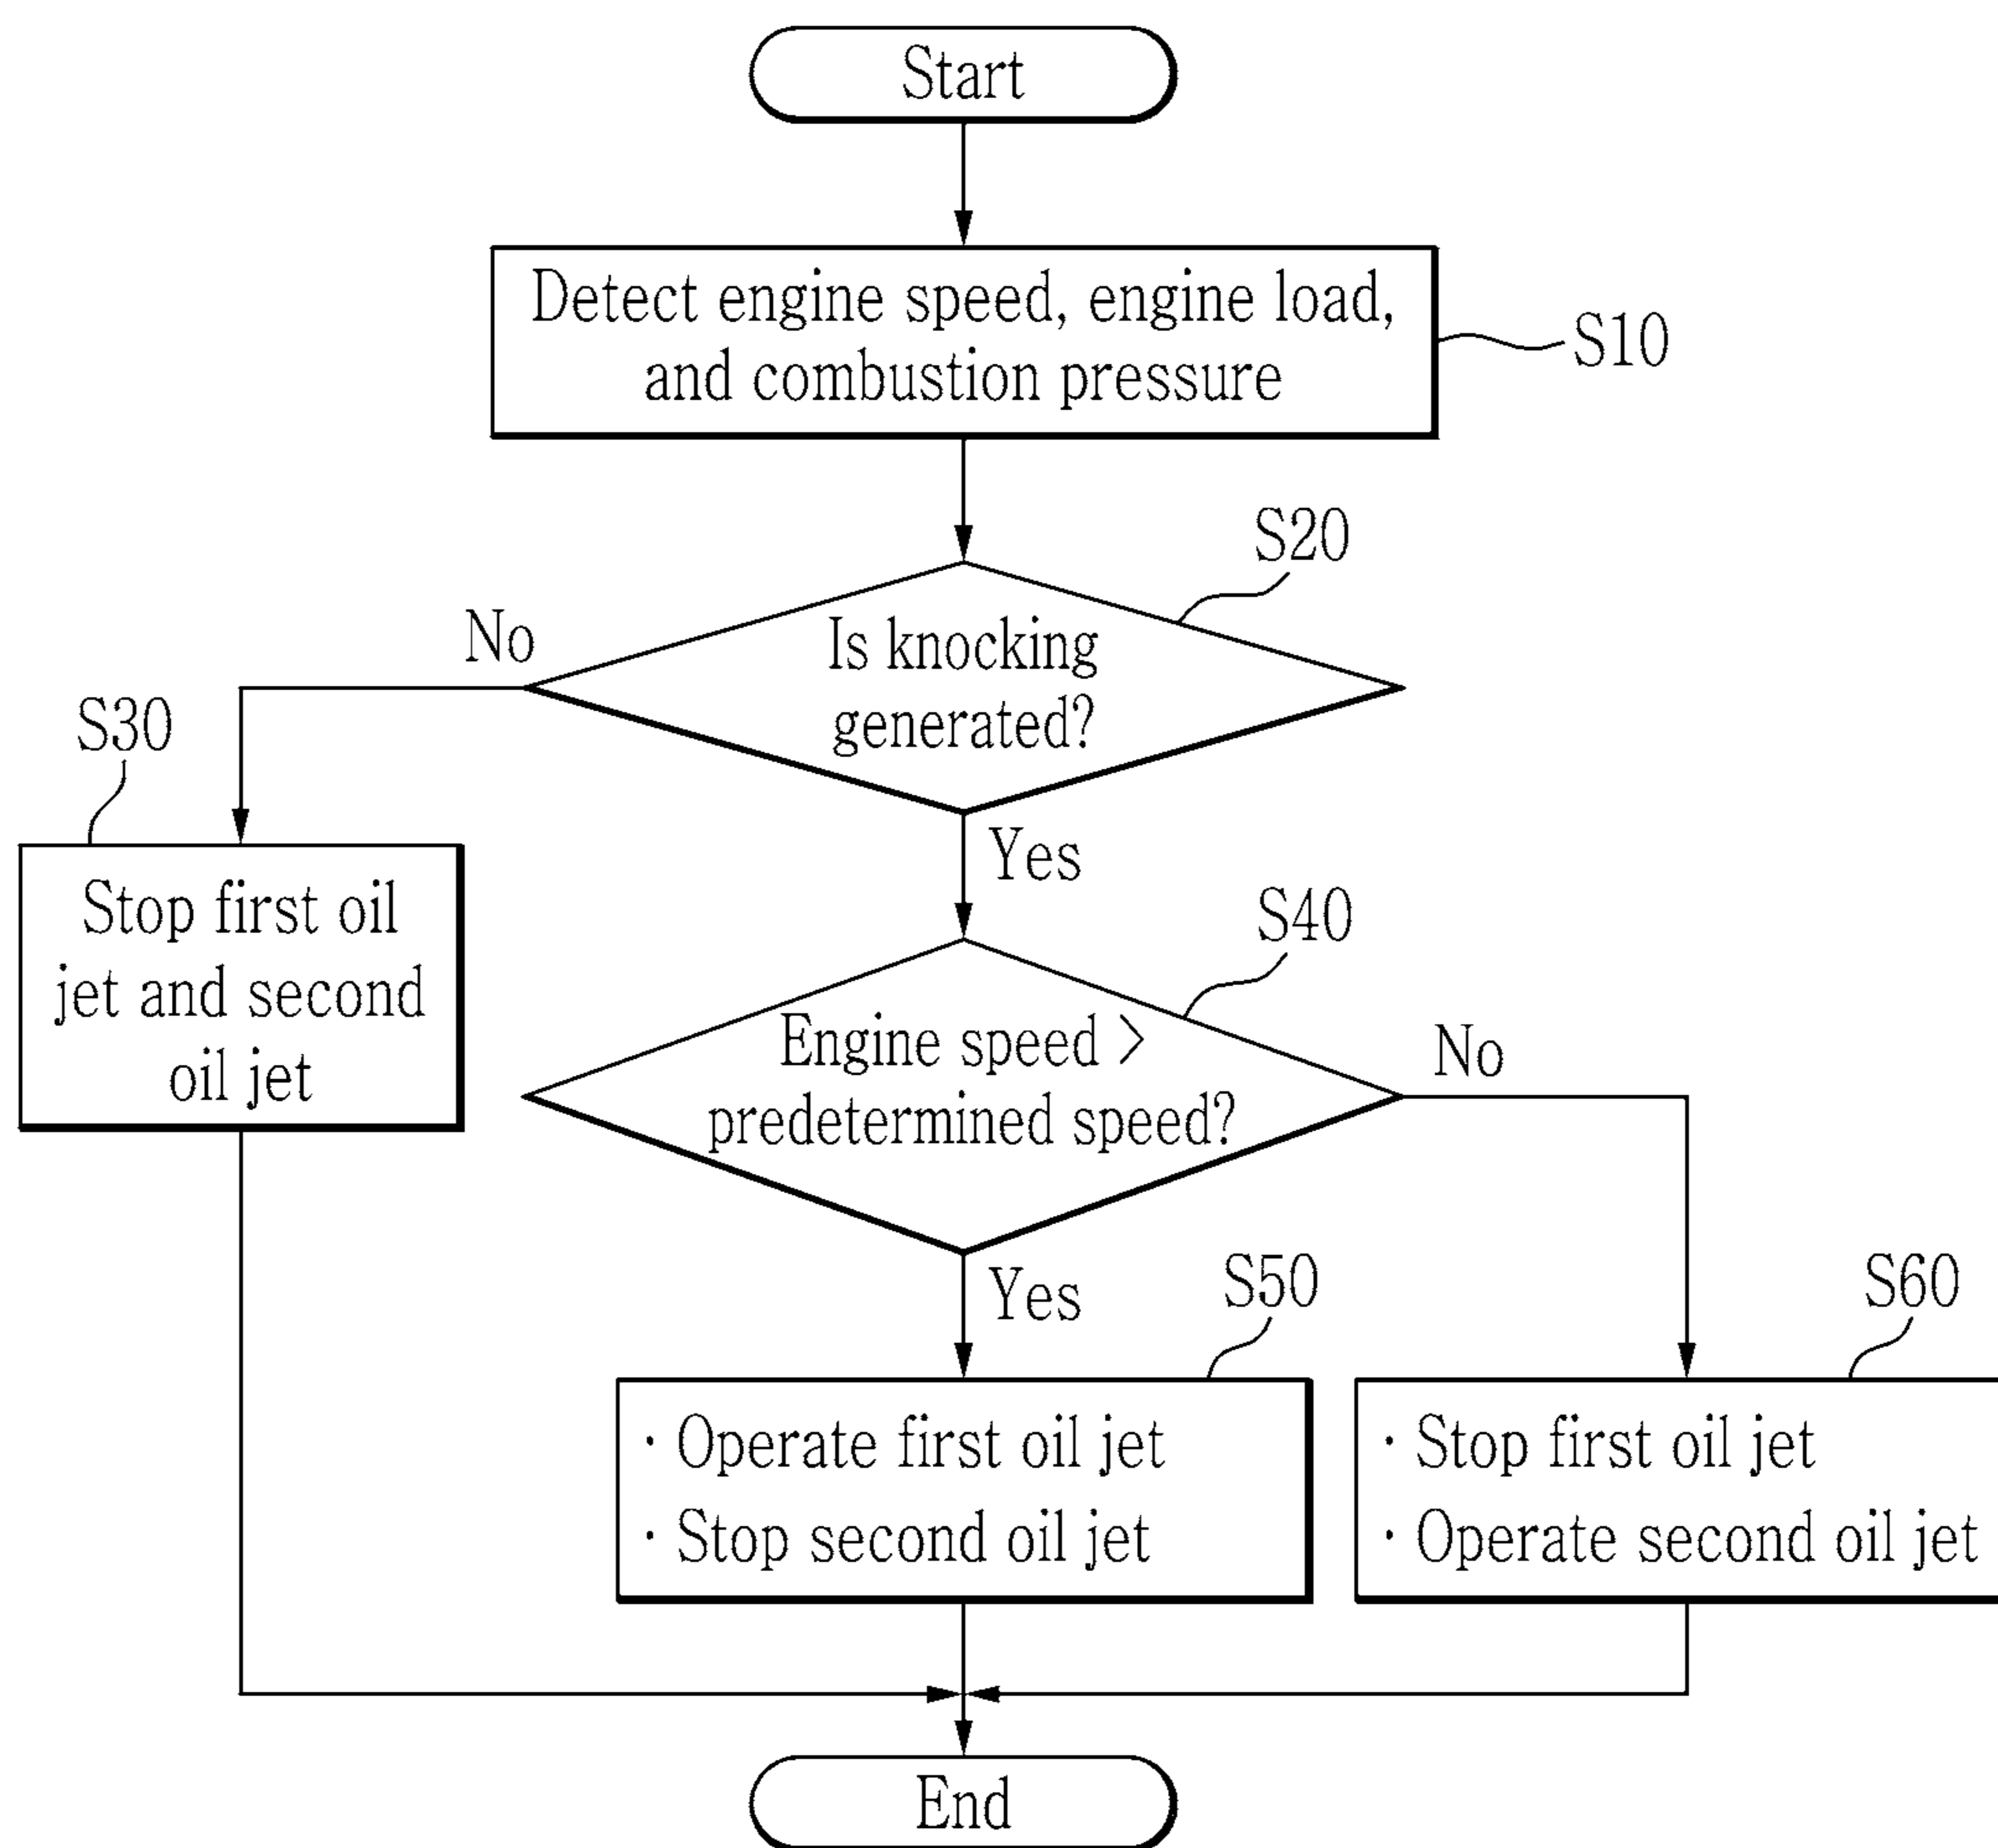 Start
Detect engine speed, engine load,
and combustion pressure
S10
S20
Is knocking
generated?
No
Yes
S30
Stop first oil
jet and second
oil jet
S40
Engine speed >
predetermined speed?
No
Yes
S50
· Operate first oil jet
· Stop second oil jet
S60
· Stop first oil jet
· Operate second oil jet
End